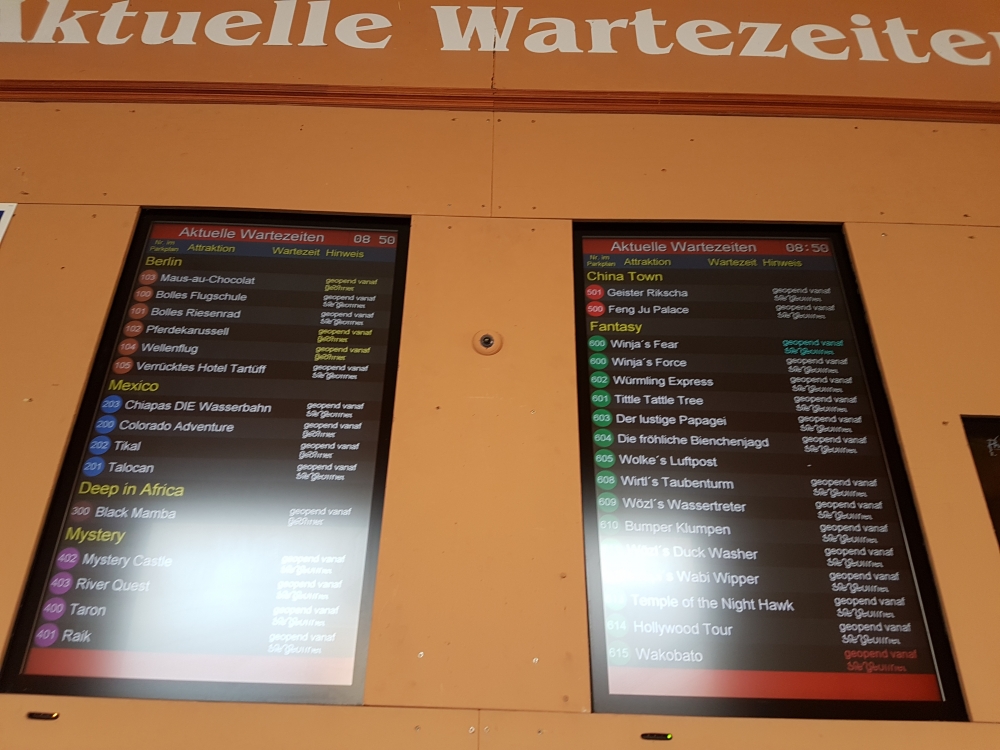 Aktuelle Wartezeiten
Aktuelle Wartezeiten 08 50
Nr. im Parkplan Attraktion Wartezeit Hinweis
Berlin
103 Maus-au-Chocolat geopend vanaf
100 Bolles Flugschule geopend vanaf
101 Bolles Riesenrad geopend vanaf
102 Pferdekarussell geopend vanaf
104 Wellenflug geopend vanaf
105 Verrücktes Hotel Tartüff geopend vanaf
Mexico
203 Chiapas DIE Wasserbahn geopend vanaf
200 Colorado Adventure geopend vanaf
202 Tikal geopend vanaf
201 Talocan geopend vanaf
Deep in Africa
300 Black Mamba geopend vanaf
Mystery
402 Mystery Castle geopend vanaf
403 River Quest geopend vanaf
400 Taron geopend vanaf
401 Raik geopend vanaf
Aktuelle Wartezeiten 08:50
Nr. im Parkplan Attraktion Wartezeit Hinweis
China Town
501 Geister Rikscha geopend vanaf
500 Feng Ju Palace geopend vanaf
Fantasy
600 Winja´s Fear geopend vanaf
600 Winja´s Force geopend vanaf
602 Würmling Express geopend vanaf
601 Tittle Tattle Tree geopend vanaf
603 Der lustige Papagei geopend vanaf
604 Die fröhliche Bienchenjagd geopend vanaf
605 Wolke´s Luftpost
608 Wirtl´s Taubenturm geopend vanaf
609 Wözl´s Wassertreter geopend vanaf
610 Bumper Klumpen geopend vanaf
Duck Washer geopend vanaf
Wabi Wipper geopend vanaf
Temple of the Night Hawk geopend vanaf
614 Hollywood Tour geopend vanaf
615 Wakobato geopend vanaf